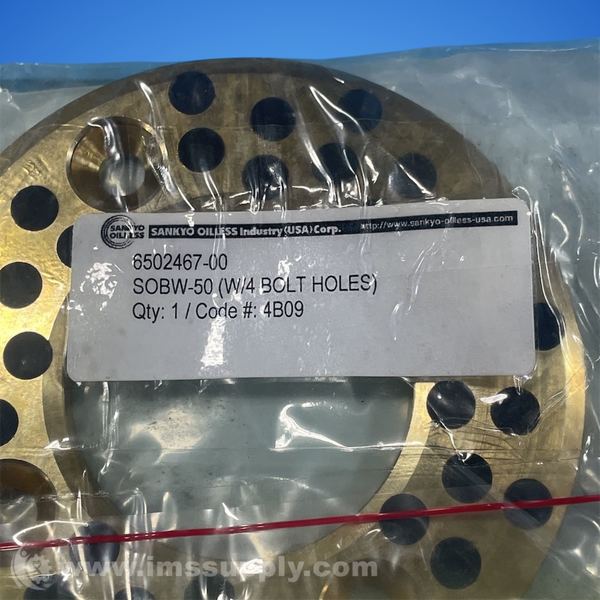 SANKYO
OILLESS
SANKYO OILLESS Industry (USA) Corp.
http://www.sankyo-oilless-usa.com
6502467-00
SOBW-50 (W/4 BOLT HOLES)
Qty: 1 / Code #: 4B09
www.imssupply.com